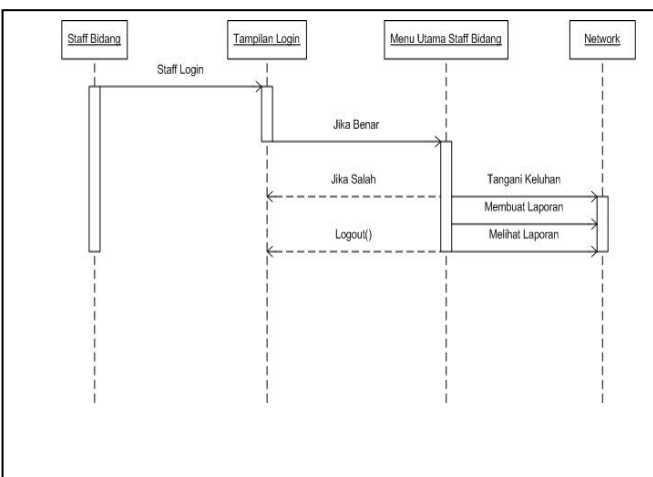 Staff Bidang
Tampilan Login
Menu Utama Staff Bidang
Network
Staff Login
Jika Benar
Jika Salah
Tangani Keluhan
Membuat Laporan
Logout()
Melihat Laporan